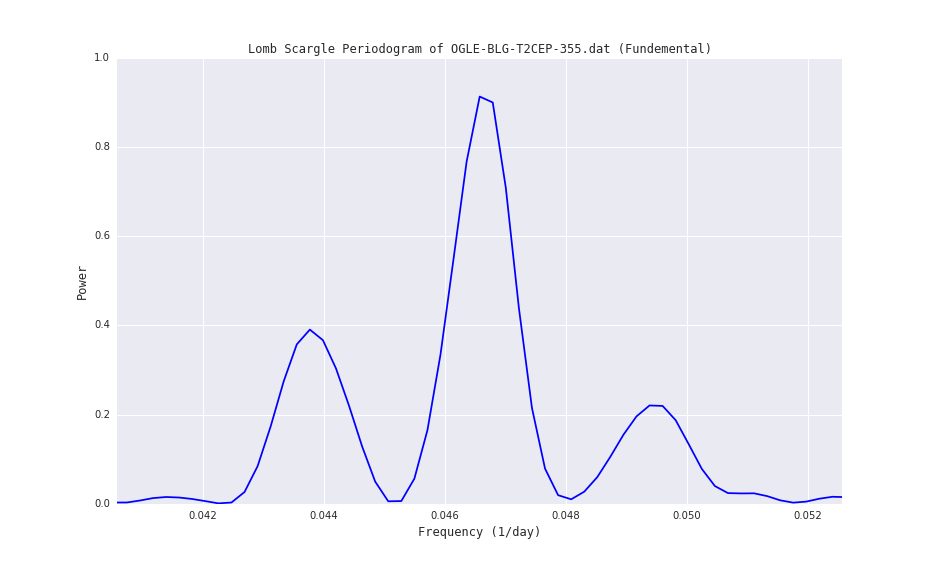 Lomb Scargle Periodogram of OGLE-BLG-T2CEP-355.dat (Fundemental)
1.0
0.8
0.6
0.4
0.2
0.0
Power
0.042 0.044 0.046 0.048 0.050 0.052
Frequency (1/day)